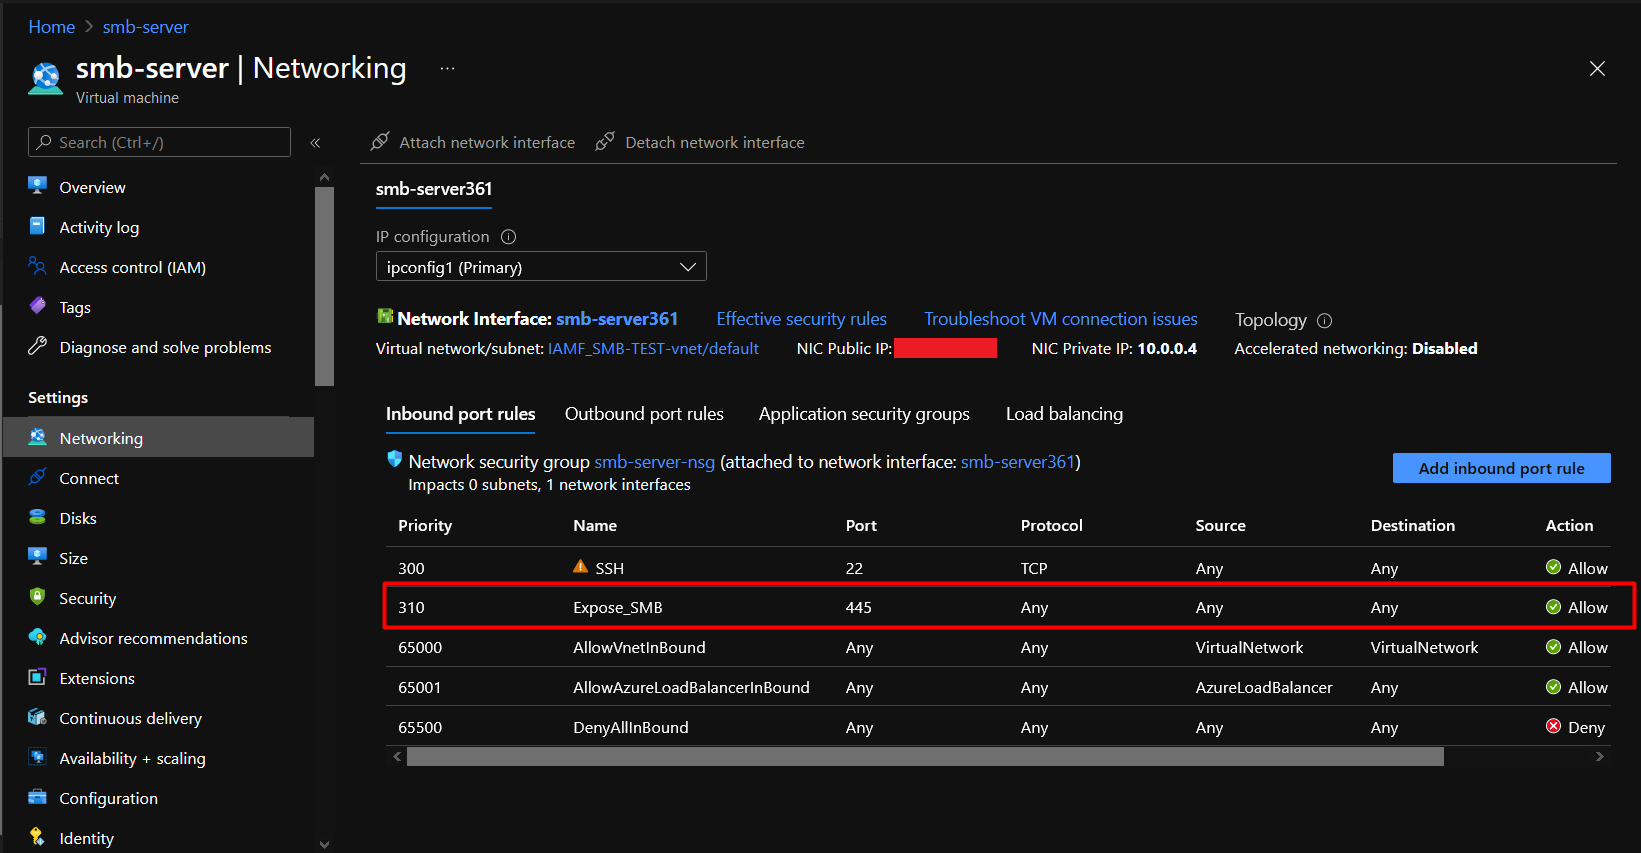 Home > smb-server
smb-server | Networking ...
Virtual machine
Search (Ctrl+/)
«
Overview
Activity log
Access control (IAM)
Tags
Diagnose and solve problems
Settings
Networking
Connect
Disks
Size
Security
Advisor recommendations
Extensions
Continuous delivery
Availability + scaling
Configuration
Identity
Attach network interface Detach network interface
smb-server361
IP configuration
ipconfig1 (Primary)
Network Interface: smb-server361 Effective security rules Troubleshoot VM connection issues Topology
Virtual network/subnet: IAMF_SMB-TEST-vnet/default NIC Public IP: NIC Private IP: 10.0.0.4 Accelerated networking: Disabled
Inbound port rules Outbound port rules Application security groups Load balancing
Network security group smb-server-nsg (attached to network interface: smb-server361)
Impacts 0 subnets, 1 network interfaces
Add inbound port rule
Priority Name Port Protocol Source Destination Action
300 SSH 22 TCP Any Any Allow
310 Expose_SMB 445 Any Any Any Allow
65000 AllowVnetInBound Any Any VirtualNetwork VirtualNetwork Allow
65001 AllowAzureLoadBalancerInBound Any Any AzureLoadBalancer Any Allow
65500 DenyAllInBound Any Any Any Any Deny